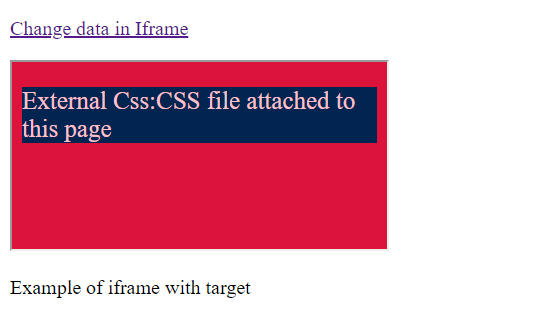 Change data in Iframe
External Css:CSS file attached to
this page
Example of iframe with target